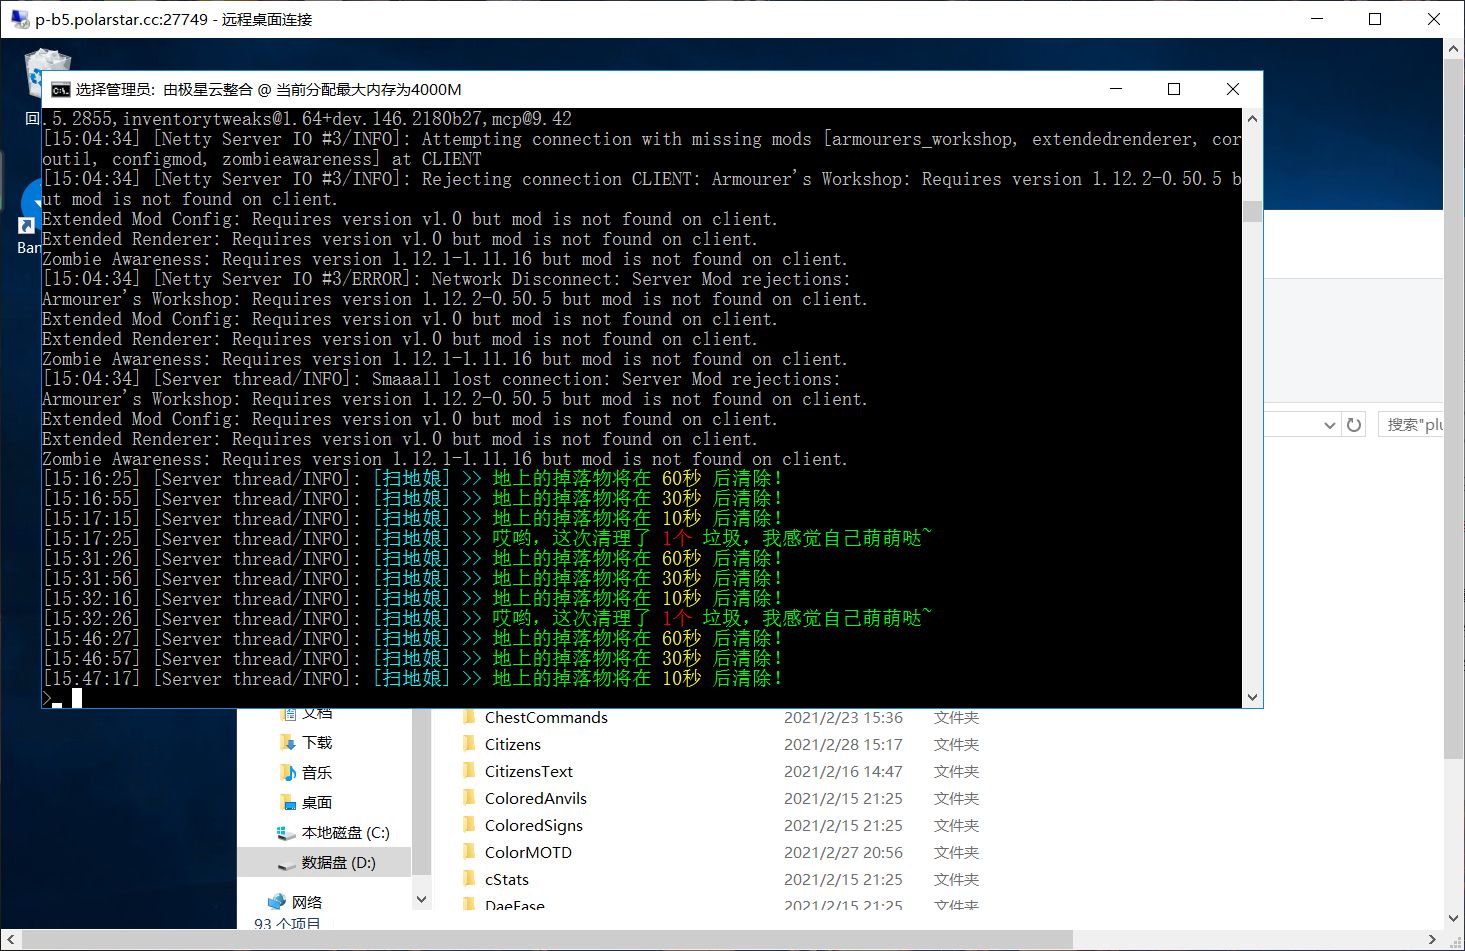 p-b5.polarstar.cc:27749 - 远程桌面连接
回
Ban
选择管理员: 由极星云整合 @ 当前分配最大内存为4000M
.5.2855,inventorytweaks@1.64+dev.146.2180b27,mcp@9.42
[15:04:34] [Netty Server IO #3/INFO]: Attempting connection with missing mods [armourers_workshop, extendedrenderer, cor
outil, configmod, zombieawareness] at CLIENT
[15:04:34] [Netty Server IO #3/INFO]: Rejecting connection CLIENT: Armourer's Workshop: Requires version 1.12.2-0.50.5 b
ut mod is not found on client.
Extended Mod Config: Requires version v1.0 but mod is not found on client.
Extended Renderer: Requires version v1.0 but mod is not found on client.
Zombie Awareness: Requires version 1.12.1-1.11.16 but mod is not found on client.
[15:04:34] [Netty Server IO #3/ERROR]: Network Disconnect: Server Mod rejections:
Armourer's Workshop: Requires version 1.12.2-0.50.5 but mod is not found on client.
Extended Mod Config: Requires version v1.0 but mod is not found on client.
Extended Renderer: Requires version v1.0 but mod is not found on client.
Zombie Awareness: Requires version 1.12.1-1.11.16 but mod is not found on client.
[15:04:34] [Server thread/INFO]: Smaaall lost connection: Server Mod rejections:
Armourer's Workshop: Requires version 1.12.2-0.50.5 but mod is not found on client.
Extended Mod Config: Requires version v1.0 but mod is not found on client.
Extended Renderer: Requires version v1.0 but mod is not found on client.
Zombie Awareness: Requires version 1.12.1-1.11.16 but mod is not found on client.
[15:16:25] [Server thread/INFO]: [扫地娘] >> 地上的掉落物将在 60秒 后清除!
[15:16:55] [Server thread/INFO]: [扫地娘] >> 地上的掉落物将在 30秒 后清除!
[15:17:15] [Server thread/INFO]: [扫地娘] >> 地上的掉落物将在 10秒 后清除!
[15:17:25] [Server thread/INFO]: [扫地娘] >> 哎哟，这次清理了 1个 垃圾，我感觉自己萌萌哒~
[15:31:26] [Server thread/INFO]: [扫地娘] >> 地上的掉落物将在 60秒 后清除!
[15:31:56] [Server thread/INFO]: [扫地娘] >> 地上的掉落物将在 30秒 后清除!
[15:32:16] [Server thread/INFO]: [扫地娘] >> 地上的掉落物将在 10秒 后清除!
[15:32:26] [Server thread/INFO]: [扫地娘] >> 哎哟，这次清理了 1个 垃圾，我感觉自己萌萌哒~
[15:46:27] [Server thread/INFO]: [扫地娘] >> 地上的掉落物将在 60秒 后清除!
[15:46:57] [Server thread/INFO]: [扫地娘] >> 地上的掉落物将在 30秒 后清除!
[15:47:17] [Server thread/INFO]: [扫地娘] >> 地上的掉落物将在 10秒 后清除!
>_
搜索"plu
文档
下载
音乐
桌面
本地磁盘 (C:)
数据盘 (D:)
网络
93 个项目
ChestCommands 2021/2/23 15:36 文件夹
Citizens 2021/2/28 15:17 文件夹
CitizensText 2021/2/16 14:47 文件夹
ColoredAnvils 2021/2/15 21:25 文件夹
ColoredSigns 2021/2/15 21:25 文件夹
ColorMOTD 2021/2/27 20:56 文件夹
cStats 2021/2/15 21:25 文件夹
DaeEase 2021/2/15 21:25 文件夹